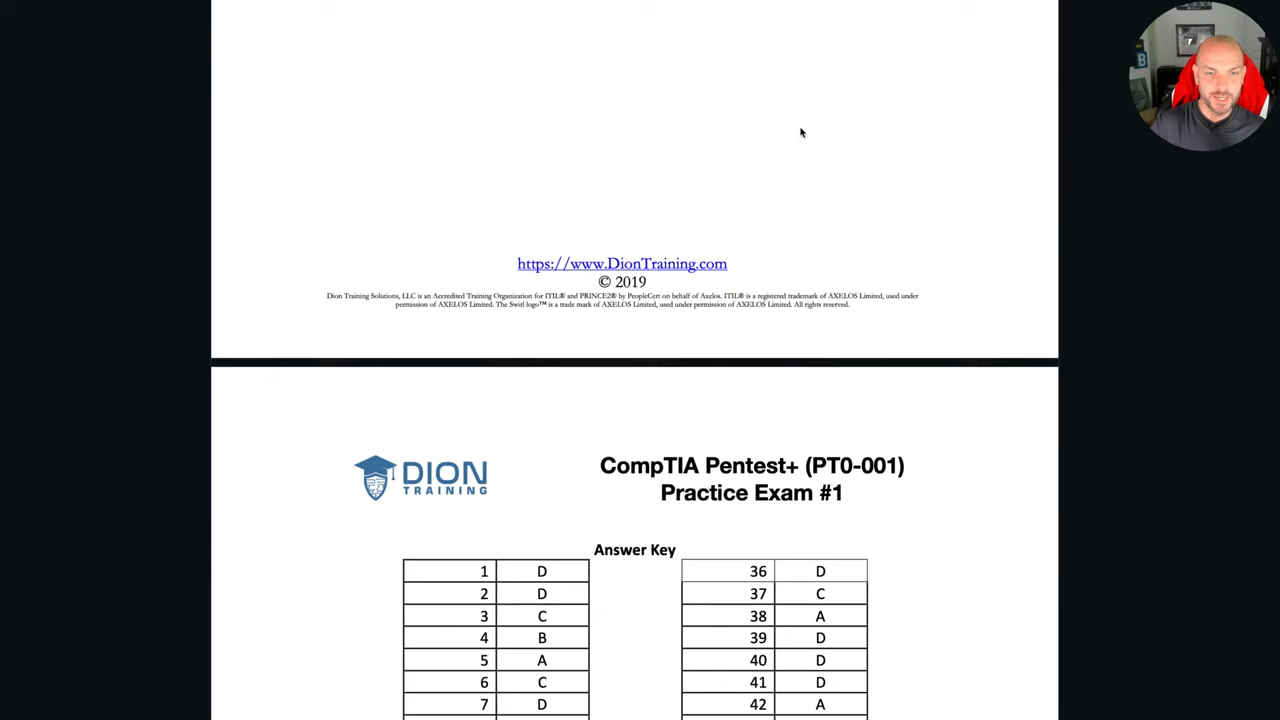 https://www.DionTraining.com
© 2019
Dion Training Solutions, LLC is an Accredited Training Organization for ITIL® and PRINCE2® by PeopleCert on behalf of Axelos. ITIL® is a registered trademark of AXELOS Limited, used under
permission of AXELOS Limited. The Swirl logo™ is a trade mark of AXELOS Limited, used under permission of AXELOS Limited. All rights reserved.
DION
TRAINING
CompTIA Pentest+ (PT0-001)
Practice Exam #1
Answer Key
1 D 36 D
2 D 37 C
3 C 38 A
4 B 39 D
5 A 40 D
6 C 41 D
7 D 42 A